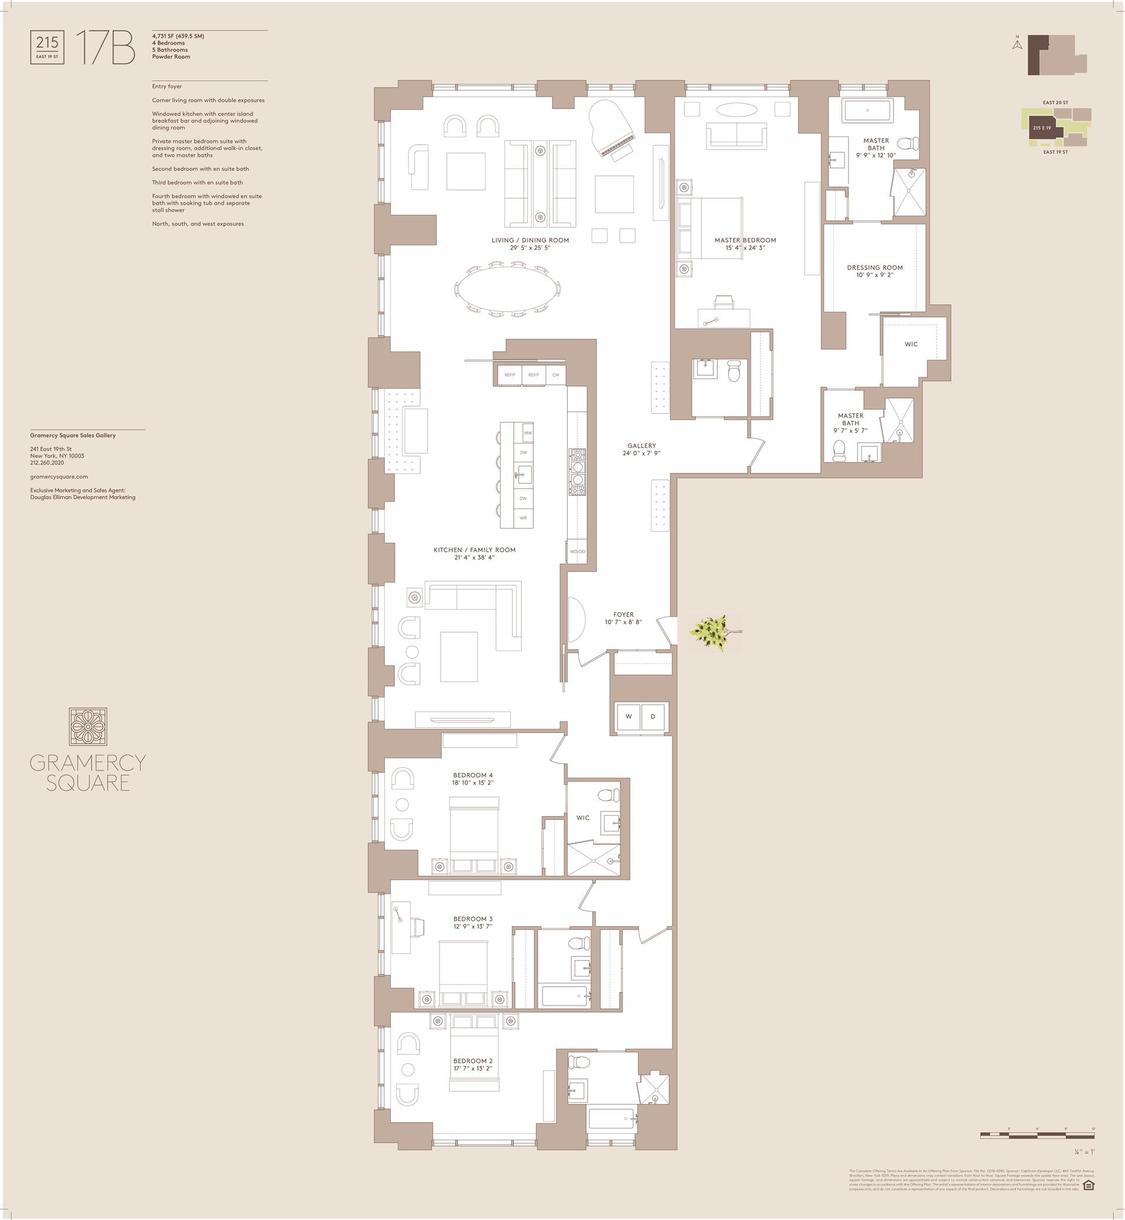 215
EAST 19 ST
17B
4,731 SF (439.5 SM)
4 Bedrooms
5 Bathrooms
Powder Room
Entry foyer
Corner living room with double exposures
Windowed kitchen with center island
breakfast bar and adjoining windowed
dining room
Private master bedroom suite with
dressing room, additional walk-in closet,
and two master baths
Second bedroom with en suite bath
Third bedroom with en suite bath
Fourth bedroom with windowed en suite
bath with soaking tub and separate
stall shower
North, south, and west exposures
N
EAST 20 ST
215 E 19
EAST 19 ST
MASTER
BATH
9' 9" x 12' 10"
LIVING / DINING ROOM
29' 5" x 25' 5"
MASTER BEDROOM
15' 4" x 24' 3"
DRESSING ROOM
10' 9" x 9' 2"
WIC
REF/F
REF/F
CM
MASTER
BATH
9' 7" x 5' 7"
Gramercy Square Sales Gallery
241 East 19th St
New York, NY 10003
212.260.2020
gramercysquare.com
Exclusive Marketing and Sales Agent:
Douglas Elliman Development Marketing
GALLERY
24' 0" x 7' 9"
DW
DW
WR
WO/DO
KITCHEN / FAMILY ROOM
21' 4" x 38' 4"
FOYER
10' 7" x 8' 8"
W
D
GRAMERCY
SQUARE
BEDROOM 4
18' 10" x 15' 2"
WIC
BEDROOM 3
12' 9" x 13' 7"
BEDROOM 2
17' 7" x 13' 2"